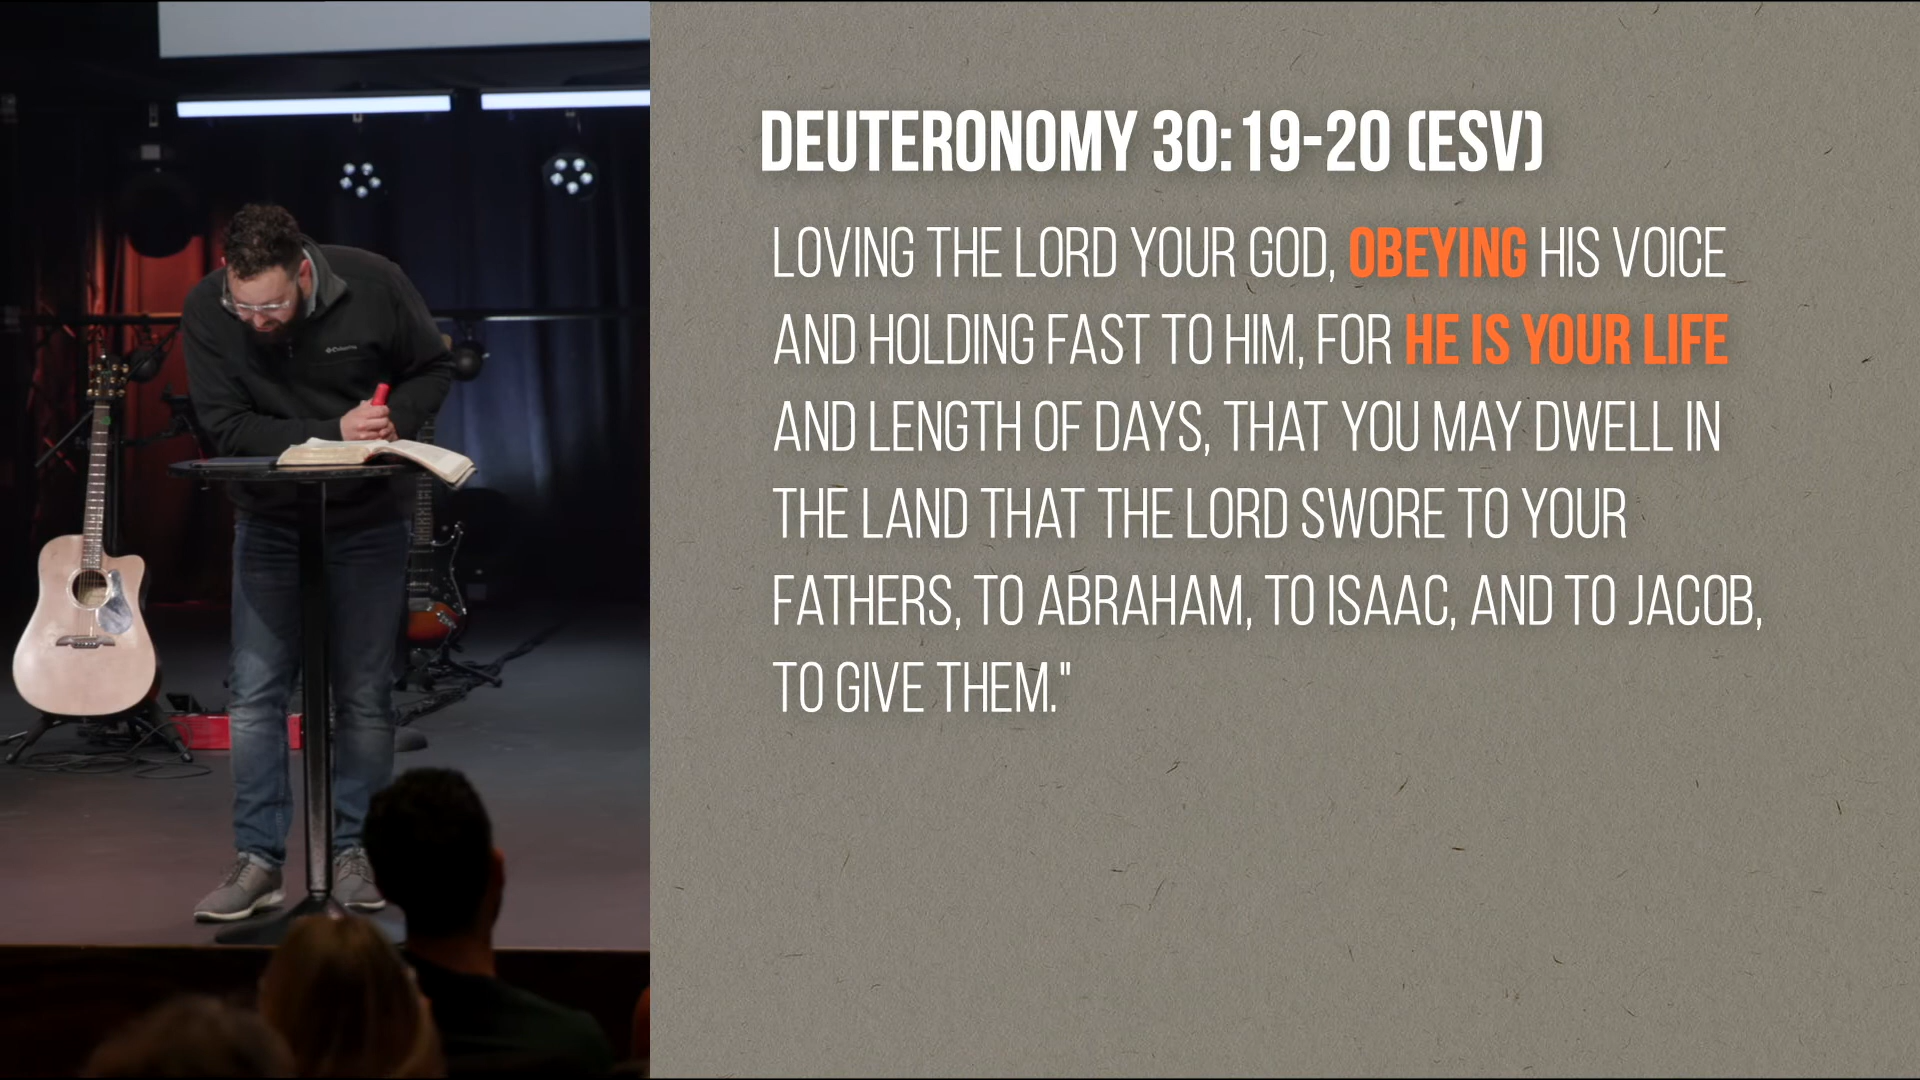 DEUTERONOMY 30:19-20 (ESV)
LOVING THE LORD YOUR GOD, OBEYING HIS VOICE
AND HOLDING FAST TO HIM, FOR HE IS YOUR LIFE
AND LENGTH OF DAYS, THAT YOU MAY DWELL IN
THE LAND THAT THE LORD SWORE TO YOUR
FATHERS, TO ABRAHAM, TO ISAAC, AND TO JACOB,
TO GIVE THEM."